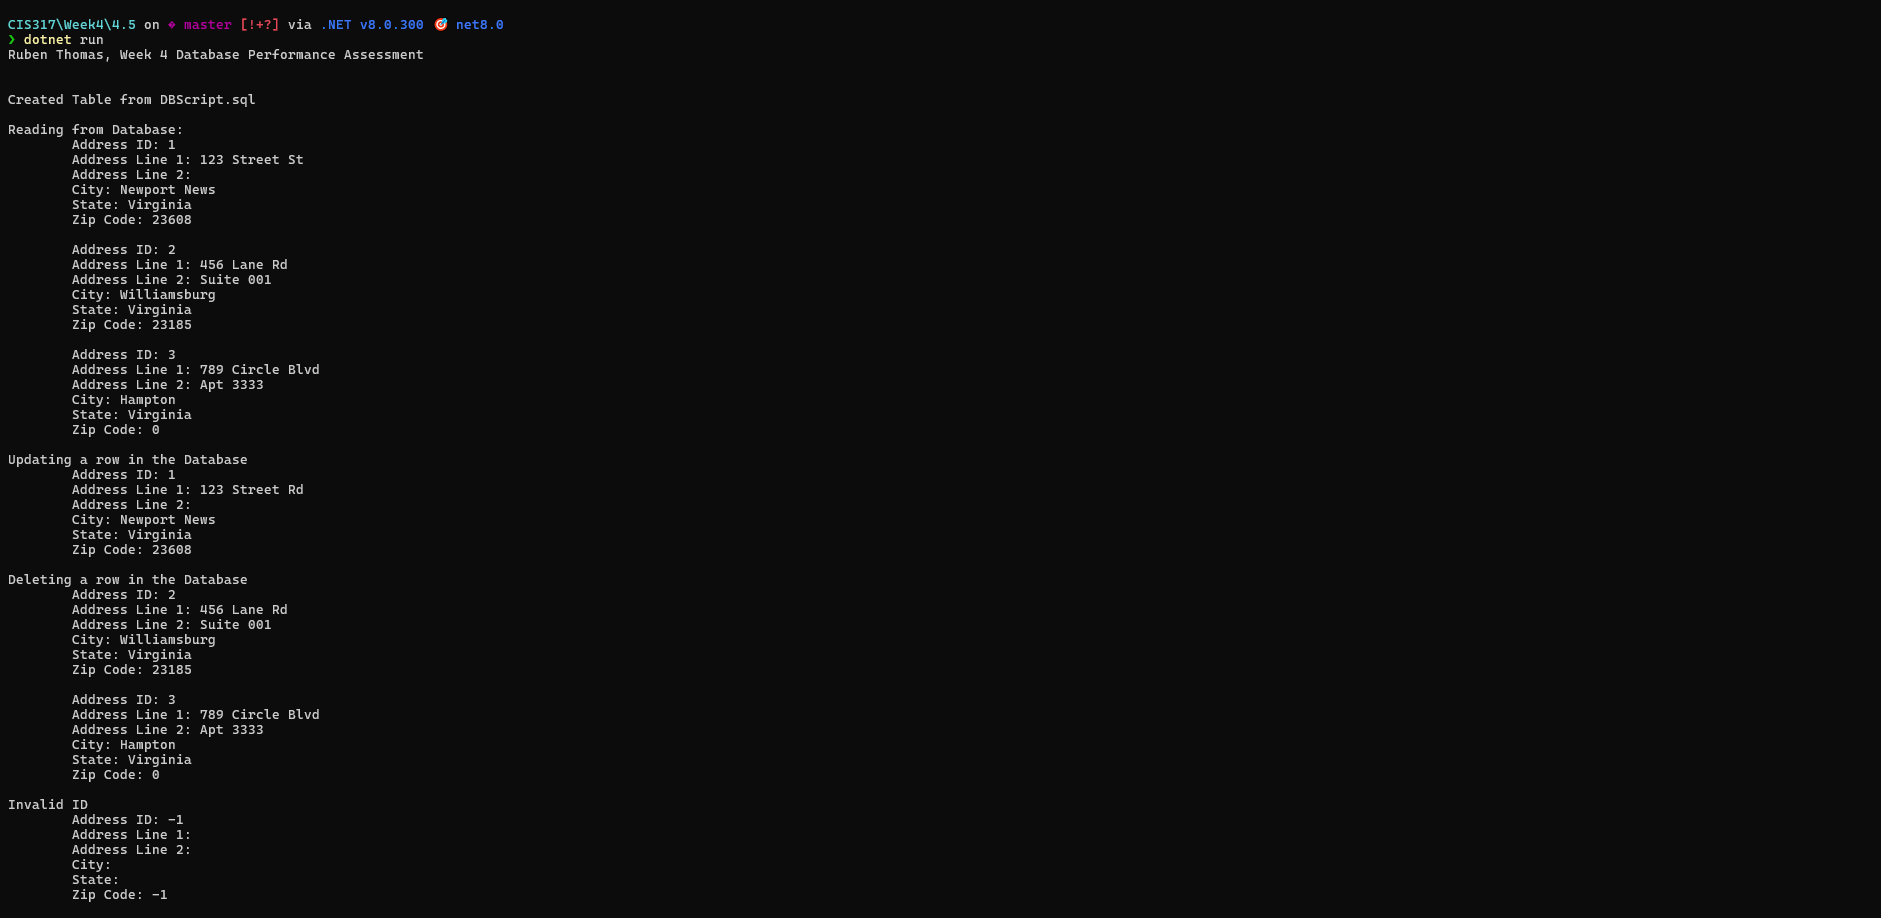 CIS317\Week4\4.5 on master [!+?] via .NET v8.0.300 🎯 net8.0
❯ dotnet run
Ruben Thomas, Week 4 Database Performance Assessment
Created Table from DBScript.sql
Reading from Database:
Address ID: 1
Address Line 1: 123 Street St
Address Line 2:
City: Newport News
State: Virginia
Zip Code: 23608
Address ID: 2
Address Line 1: 456 Lane Rd
Address Line 2: Suite 001
City: Williamsburg
State: Virginia
Zip Code: 23185
Address ID: 3
Address Line 1: 789 Circle Blvd
Address Line 2: Apt 3333
City: Hampton
State: Virginia
Zip Code: 0
Updating a row in the Database
Address ID: 1
Address Line 1: 123 Street Rd
Address Line 2:
City: Newport News
State: Virginia
Zip Code: 23608
Deleting a row in the Database
Address ID: 2
Address Line 1: 456 Lane Rd
Address Line 2: Suite 001
City: Williamsburg
State: Virginia
Zip Code: 23185
Address ID: 3
Address Line 1: 789 Circle Blvd
Address Line 2: Apt 3333
City: Hampton
State: Virginia
Zip Code: 0
Invalid ID
Address ID: -1
Address Line 1:
Address Line 2:
City:
State:
Zip Code: -1